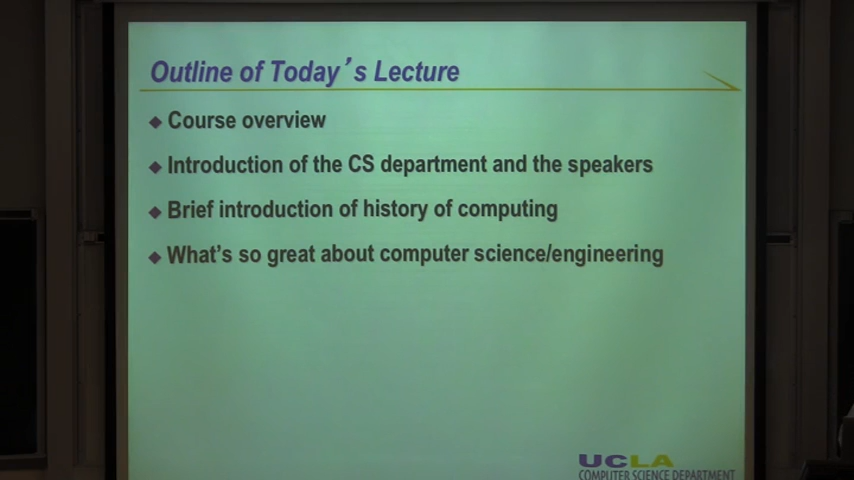 Outline of Today's Lecture
Course overview
Introduction of the CS department and the speakers
Brief introduction of history of computing
What's so great about computer science/engineering
UCLA
COMPUTER SCIENCE DEPARTMENT